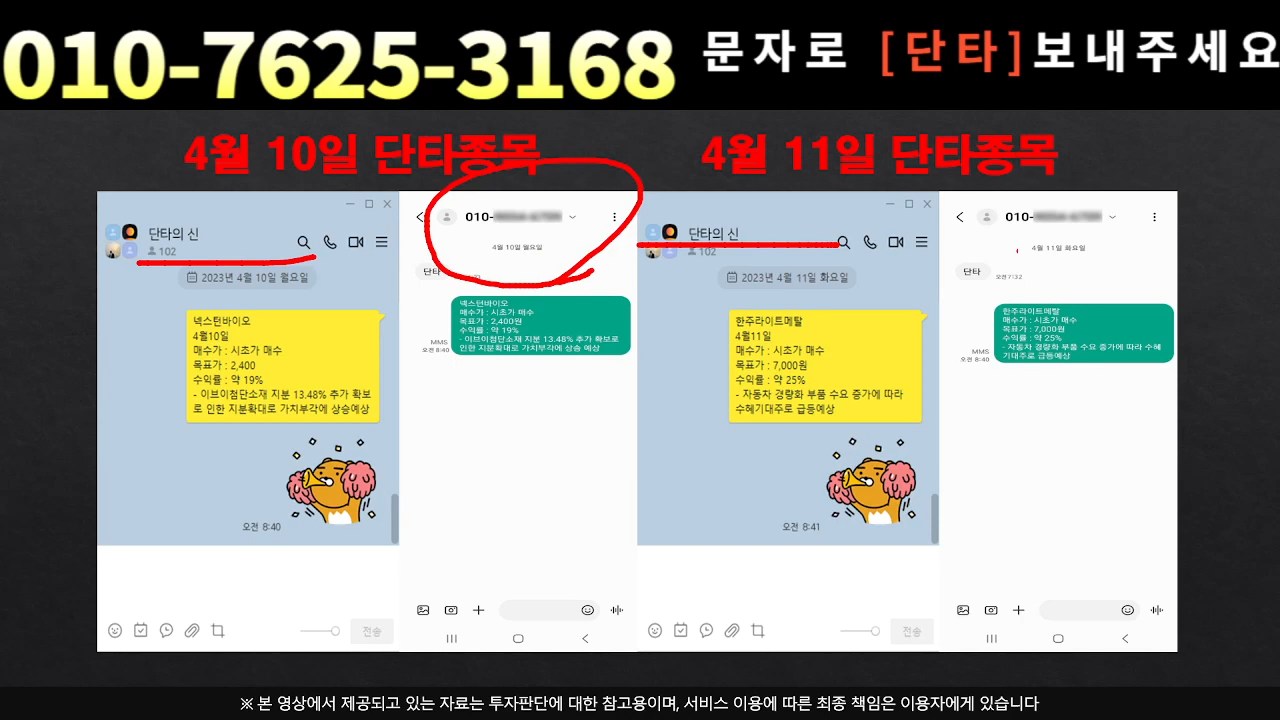 010-7625-3168 문자로 [단타]보내주세요
4월 10일 단타종목
4월 11일 단타종목
단타의 신
102
2023년 4월 10일 월요일
넥스턴바이오
4월10일
매수가 : 시초가 매수
목표가 : 2,400
수익률 : 약 19%
- 이브이첨단소재 지분 13.48% 추가 확보
로 인한 지분확대로 가치부각에 상승예상
오전 8:40
전송
010-
4월 10일 월요일
단타
넥스턴바이오
매수가 : 시초가 매수
목표가 : 2,400원
수익률 : 약 19%
- 이브이첨단소재 지분 13.48% 추가 확보로
인한 지분확대로 가치부각에 상승 예상
MMS
오전 8:40
단타의 신
102
2023년 4월 11일 화요일
한주라이트메탈
4월11일
매수가 : 시초가 매수
목표가 : 7,000원
수익률 : 약 25%
- 자동차 경량화 부품 수요 증가에 따라
수혜기대주로 급등예상
오전 8:41
전송
010-
4월 11일 화요일
단타
오전 7:32
한주라이트메탈
매수가 : 시초가 매수
목표가 : 7,000원
수익률 : 약 25%
- 자동차 경량화 부품 수요 증가에 따라 수혜
기대주로 급등예상
MMS
오전 8:40
※ 본 영상에서 제공되고 있는 자료는 투자판단에 대한 참고용이며, 서비스 이용에 따른 최종 책임은 이용자에게 있습니다